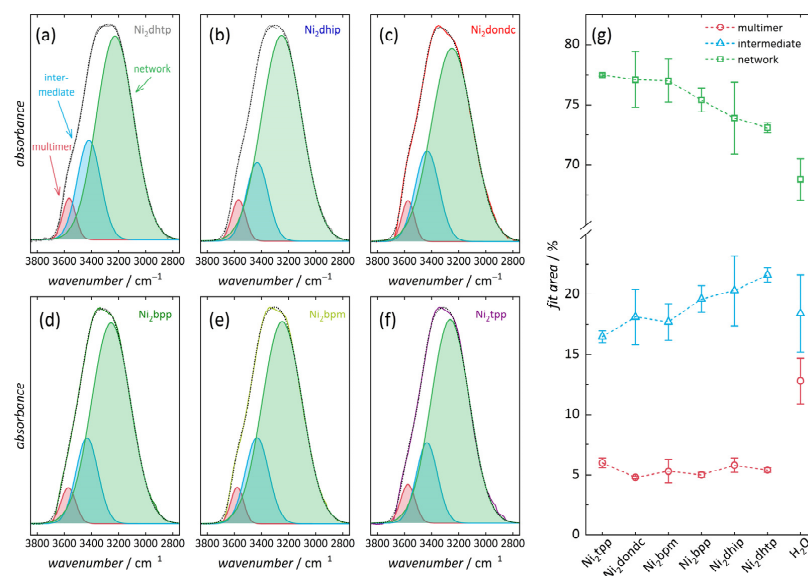 (a)
Ni₂dhtp
network
inter-
mediate
multimer
absorbance
3800 3600 3400 3200 3000 2800
wavenumber / cm⁻¹
(b)
Ni₂dhip
3800 3600 3400 3200 3000 2800
wavenumber / cm⁻¹
(c)
Ni₂dondc
3800 3600 3400 3200 3000 2800
wavenumber / cm⁻¹
(d)
Ni₂bpp
absorbance
3800 3600 3400 3200 3000 2800
wavenumber / cm⁻¹
(e)
Ni₂bpm
3800 3600 3400 3200 3000 2800
wavenumber / cm⁻¹
(f)
Ni₂tpp
3800 3600 3400 3200 3000 2800
wavenumber / cm⁻¹
(g)
multimer
intermediate
network
fit area / %
80
75
70
20
15
10
5
0
Ni₂tpp
Ni₂dondc
Ni₂bpm
Ni₂bpp
Ni₂dhip
Ni₂dhtp
H₂O